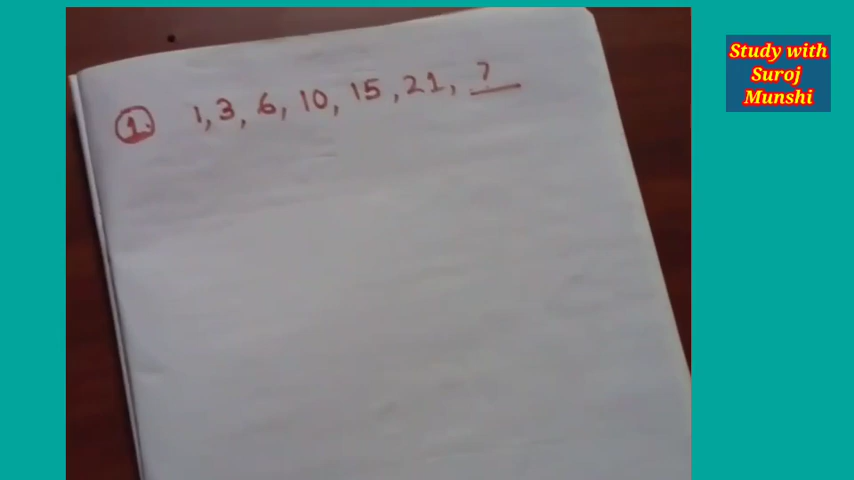 1. 1, 3, 6, 10, 15, 21, ?
Study with
Suroj
Munshi